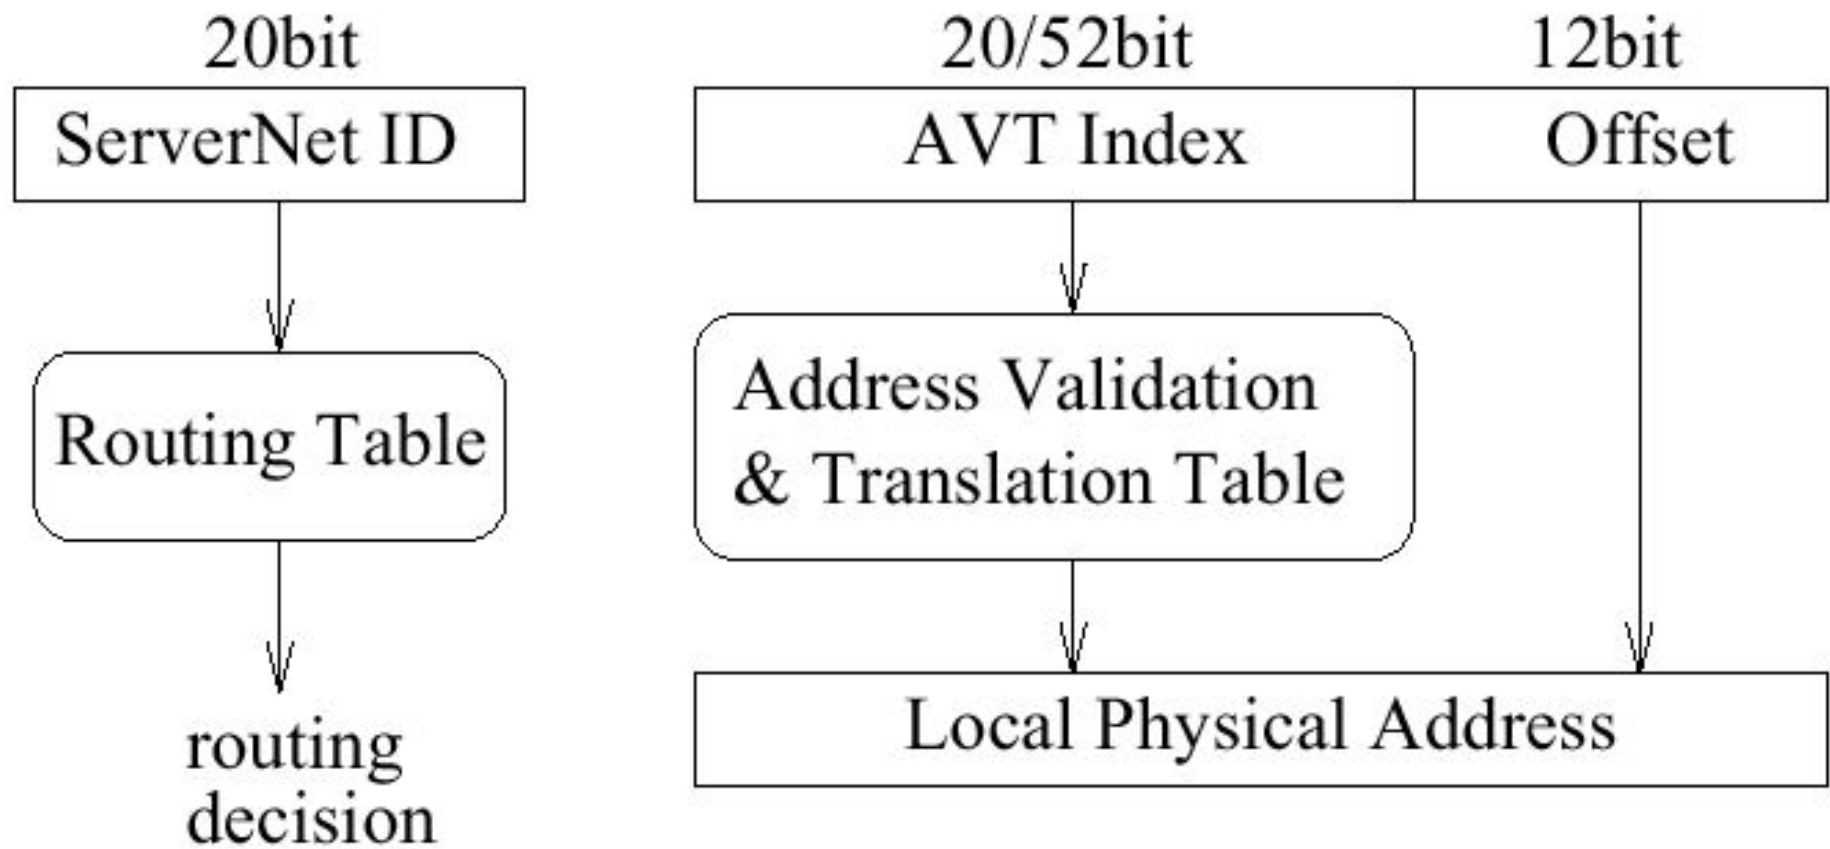 20bit
ServerNet ID
Routing Table
routing
decision
20/52bit
12bit
AVT Index
Offset
Address Validation
& Translation Table
Local Physical Address